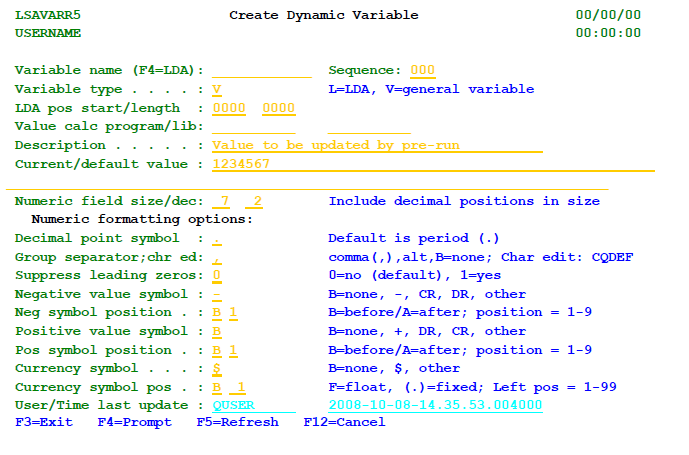 LSAVARR5 Create Dynamic Variable 00/00/00
USERNAME 00:00:00
Variable name (F4=LDA): Sequence: 000
Variable type . . . . : V L=LDA, V=general variable
LDA pos start/length : 0000 0000
Value calc program/lib:
Description . . . . . : Value to be updated by pre-run
Current/default value : 1234567
Numeric field size/dec: 7 2 Include decimal positions in size
Numeric formatting options:
Decimal point symbol : . Default is period (.)
Group separator;chr ed: , comma(,),alt,B=none; Char edit: CQDEF
Suppress leading zeros: 0 0=no (default), 1=yes
Negative value symbol : - B=none, -, CR, DR, other
Neg symbol position . : B 1 B=before/A=after; position = 1-9
Positive value symbol : B B=none, +, DR, CR, other
Pos symbol position . : B 1 B=before/A=after; position = 1-9
Currency symbol . . . : $ B=none, $, other
Currency symbol pos . : B 1 F=float, (.)=fixed; Left pos = 1-99
User/Time last update : QUSER 2008-10-08-14.35.53.004000
F3=Exit F4=Prompt F5=Refresh F12=Cancel